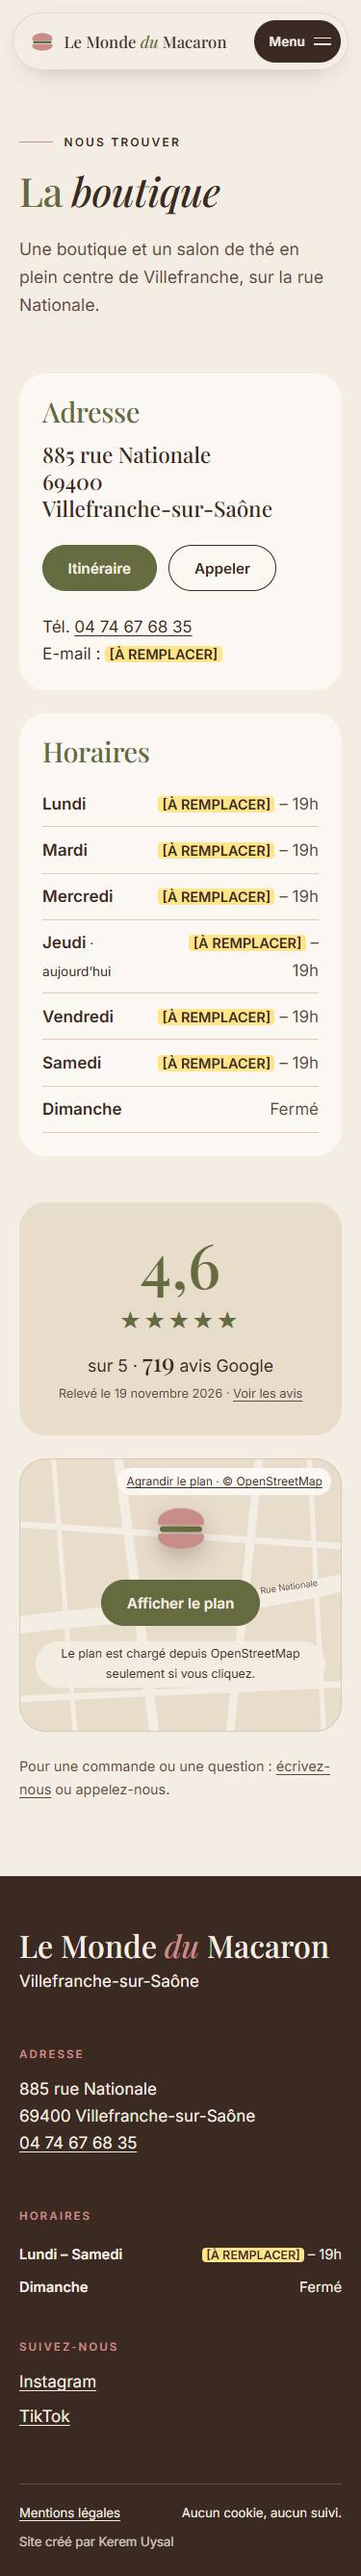 Le Monde du Macaron
Menu
NOUS TROUVER
La boutique
Une boutique et un salon de thé en
plein centre de Villefranche, sur la rue
Nationale.
Adresse
885 rue Nationale
69400
Villefranche-sur-Saône
Itinéraire
Appeler
Tél. 04 74 67 68 35
E-mail : [À REMPLACER]
Horaires
Lundi [À REMPLACER] – 19h
Mardi [À REMPLACER] – 19h
Mercredi [À REMPLACER] – 19h
Jeudi · [À REMPLACER] –
aujourd'hui 19h
Vendredi [À REMPLACER] – 19h
Samedi [À REMPLACER] – 19h
Dimanche Fermé
4,6
★★★★★
sur 5 · 719 avis Google
Relevé le 19 novembre 2026 · Voir les avis
Agrandir le plan · © OpenStreetMap
Rue Nationale
Afficher le plan
Le plan est chargé depuis OpenStreetMap
seulement si vous cliquez.
Pour une commande ou une question : écrivez-
nous ou appelez-nous.
Le Monde du Macaron
Villefranche-sur-Saône
ADRESSE
885 rue Nationale
69400 Villefranche-sur-Saône
04 74 67 68 35
HORAIRES
Lundi – Samedi [À REMPLACER] – 19h
Dimanche Fermé
SUIVEZ-NOUS
Instagram
TikTok
Mentions légales Aucun cookie, aucun suivi.
Site créé par Kerem Uysal